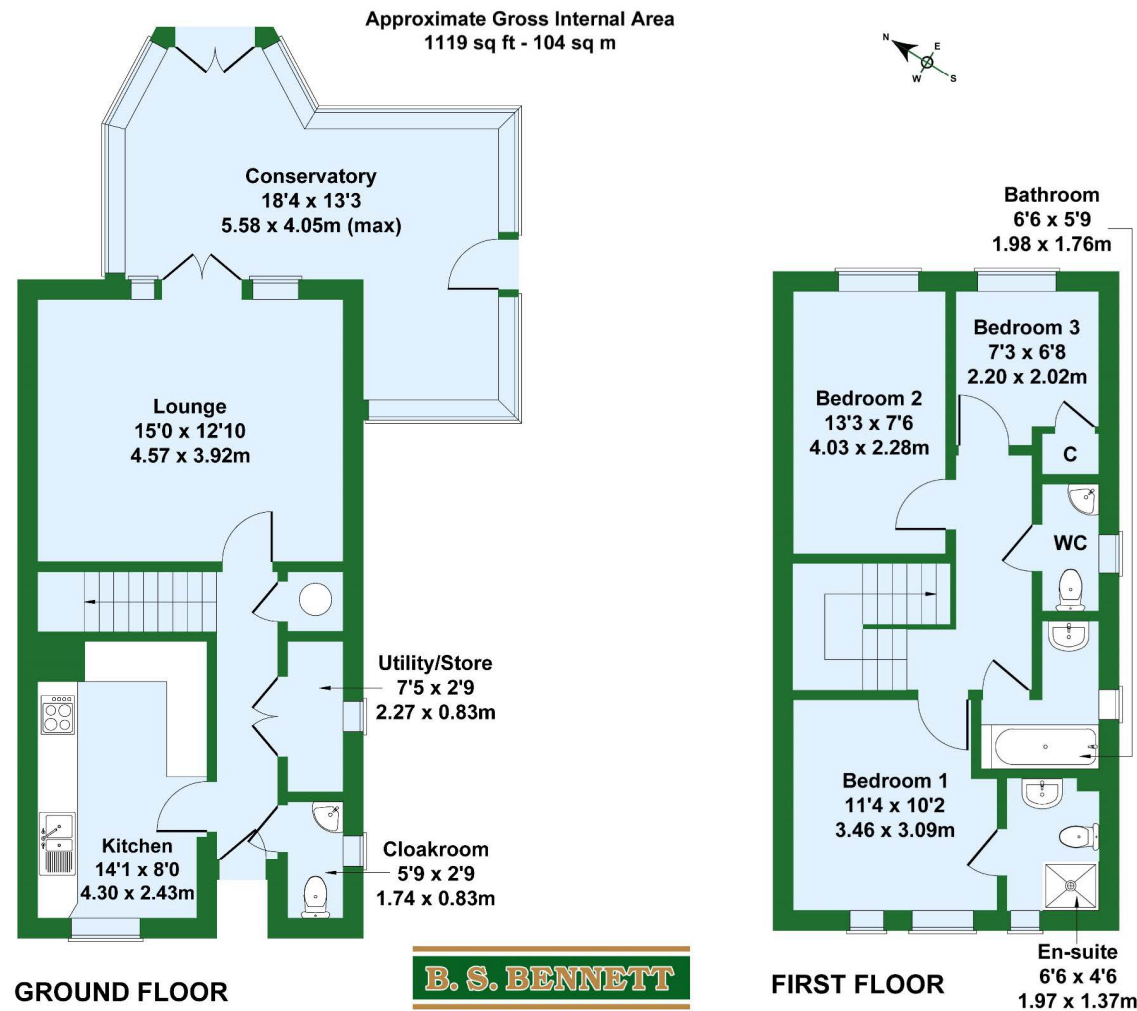 Approximate Gross Internal Area
1119 sq ft - 104 sq m
N
E
W
S
Conservatory
18'4 x 13'3
5.58 x 4.05m (max)
Lounge
15'0 x 12'10
4.57 x 3.92m
Utility/Store
7'5 x 2'9
2.27 x 0.83m
Kitchen
14'1 x 8'0
4.30 x 2.43m
Cloakroom
5'9 x 2'9
1.74 x 0.83m
GROUND FLOOR
B. S. BENNETT
Bathroom
6'6 x 5'9
1.98 x 1.76m
Bedroom 3
7'3 x 6'8
2.20 x 2.02m
Bedroom 2
13'3 x 7'6
4.03 x 2.28m
C
WC
Bedroom 1
11'4 x 10'2
3.46 x 3.09m
En-suite
6'6 x 4'6
1.97 x 1.37m
FIRST FLOOR